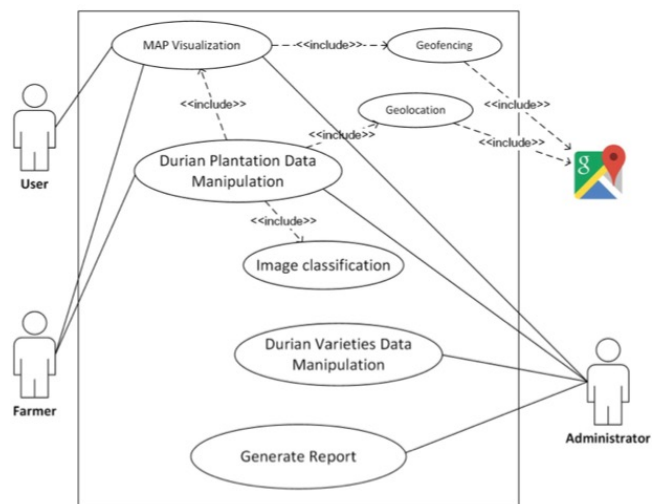 MAP Visualization
<<include>>
Geofencing
<<include>>
<<include>>
Geolocation
<<include>>
<<include>>
g
User
Durian Plantation Data
Manipulation
<<include>>
Image classification
Durian Varieties Data
Manipulation
Farmer
Administrator
Generate Report